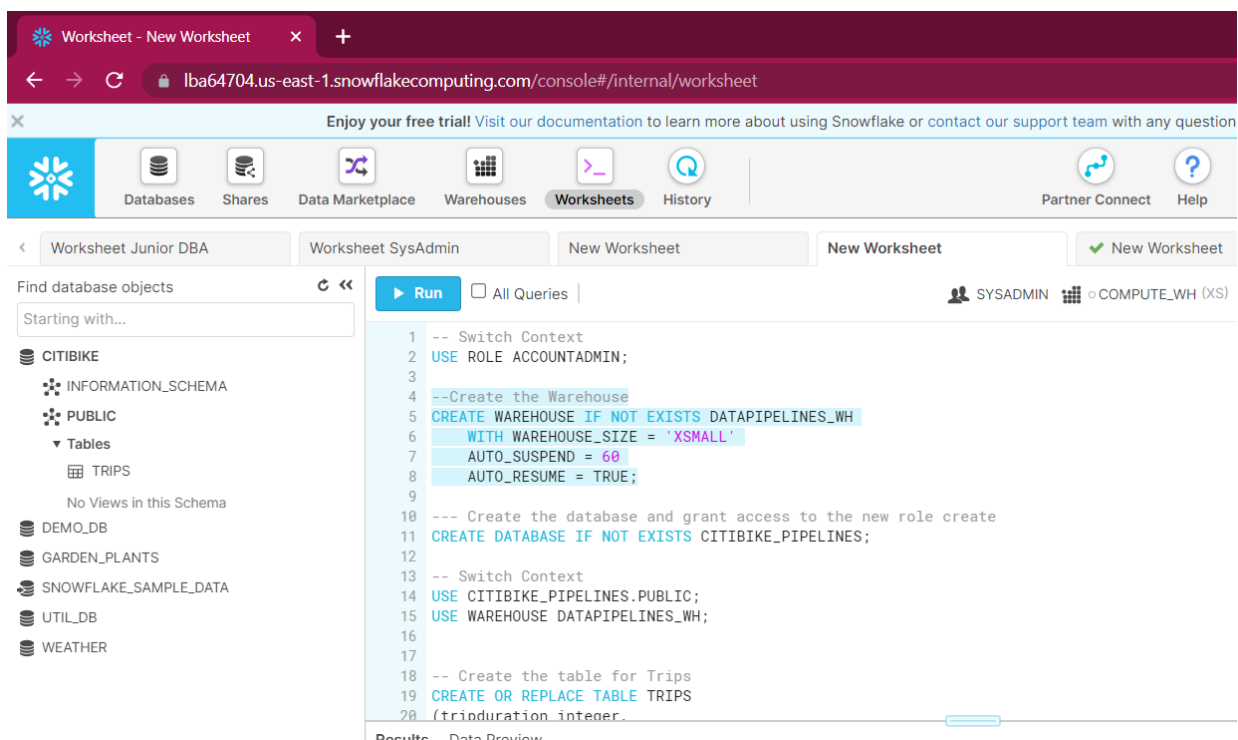 Worksheet - New Worksheet
lba64704.us-east-1.snowflakecomputing.com/console#/internal/worksheet
Enjoy your free trial! Visit our documentation to learn more about using Snowflake or contact our support team with any question
Databases Shares Data Marketplace Warehouses Worksheets History Partner Connect Help
Worksheet Junior DBA Worksheet SysAdmin New Worksheet New Worksheet New Worksheet
Find database objects
Starting with...
CITIBIKE
INFORMATION_SCHEMA
PUBLIC
Tables
TRIPS
No Views in this Schema
DEMO_DB
GARDEN_PLANTS
SNOWFLAKE_SAMPLE_DATA
UTIL_DB
WEATHER
Run All Queries SYSADMIN COMPUTE_WH (XS)
1 -- Switch Context
2 USE ROLE ACCOUNTADMIN;
3
4 --Create the Warehouse
5 CREATE WAREHOUSE IF NOT EXISTS DATAPIPELINES_WH
6 WITH WAREHOUSE_SIZE = 'XSMALL'
7 AUTO_SUSPEND = 60
8 AUTO_RESUME = TRUE;
9
10 --- Create the database and grant access to the new role create
11 CREATE DATABASE IF NOT EXISTS CITIBIKE_PIPELINES;
12
13 -- Switch Context
14 USE CITIBIKE_PIPELINES.PUBLIC;
15 USE WAREHOUSE DATAPIPELINES_WH;
16
17
18 -- Create the table for Trips
19 CREATE OR REPLACE TABLE TRIPS
20 (tripduration integer,
Results Data Preview